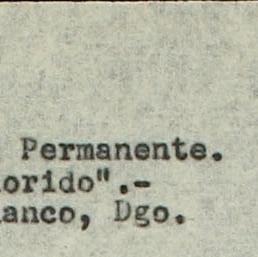 Permanente.
orido".-
anco, Dgo.